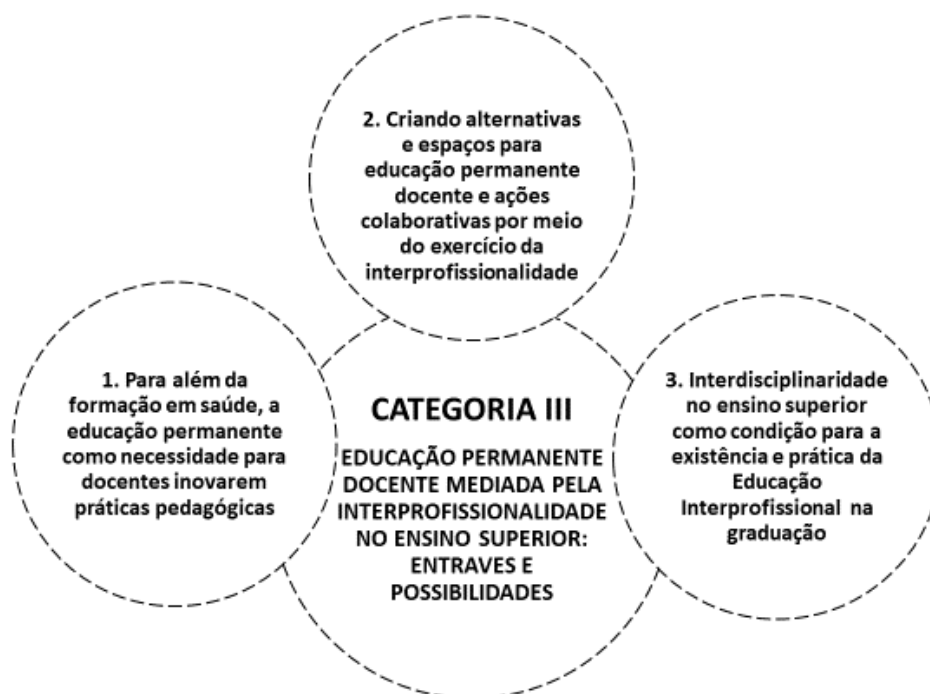 2. Criando alternativas
e espaços para
educação permanente
docente e ações
colaborativas por meio
do exercício da
interprofissionalidade
1. Para além da
formação em saúde, a
educação permanente
como necessidade para
docentes inovarem
práticas pedagógicas
CATEGORIA III
EDUCAÇÃO PERMANENTE
DOCENTE MEDIADA PELA
INTERPROFISSIONALIDADE
NO ENSINO SUPERIOR:
ENTRAVES E
POSSIBILIDADES
3. Interdisciplinaridade
no ensino superior
como condição para a
existência e prática da
Educação
Interprofissional na
graduação